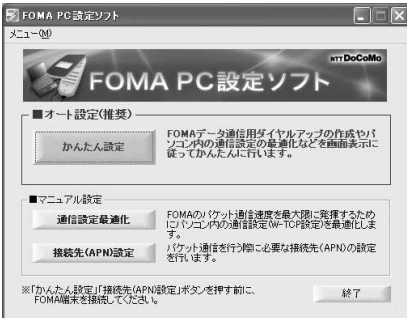 FOMA PC設定ソフト
メニュー(M)
NTT DoCoMo
FOMA PC設定ソフト
■オート設定(推奨)
かんたん設定
FOMAデータ通信用ダイヤルアップの作成やパ
ソコン内の通信設定の最適化などを画面表示に
従ってかんたんに行います。
■マニュアル設定
通信設定最適化
FOMAのパケット通信速度を最大限に発揮するため
にパソコン内の通信設定(W-TCP設定)を最適化しま
す。
接続先(APN)設定
パケット通信を行う際に必要な接続先(APN)の設定
を行います。
※「かんたん設定」「接続先(APN)設定」ボタンを押す前に、
FOMA端末を接続してください。
終了